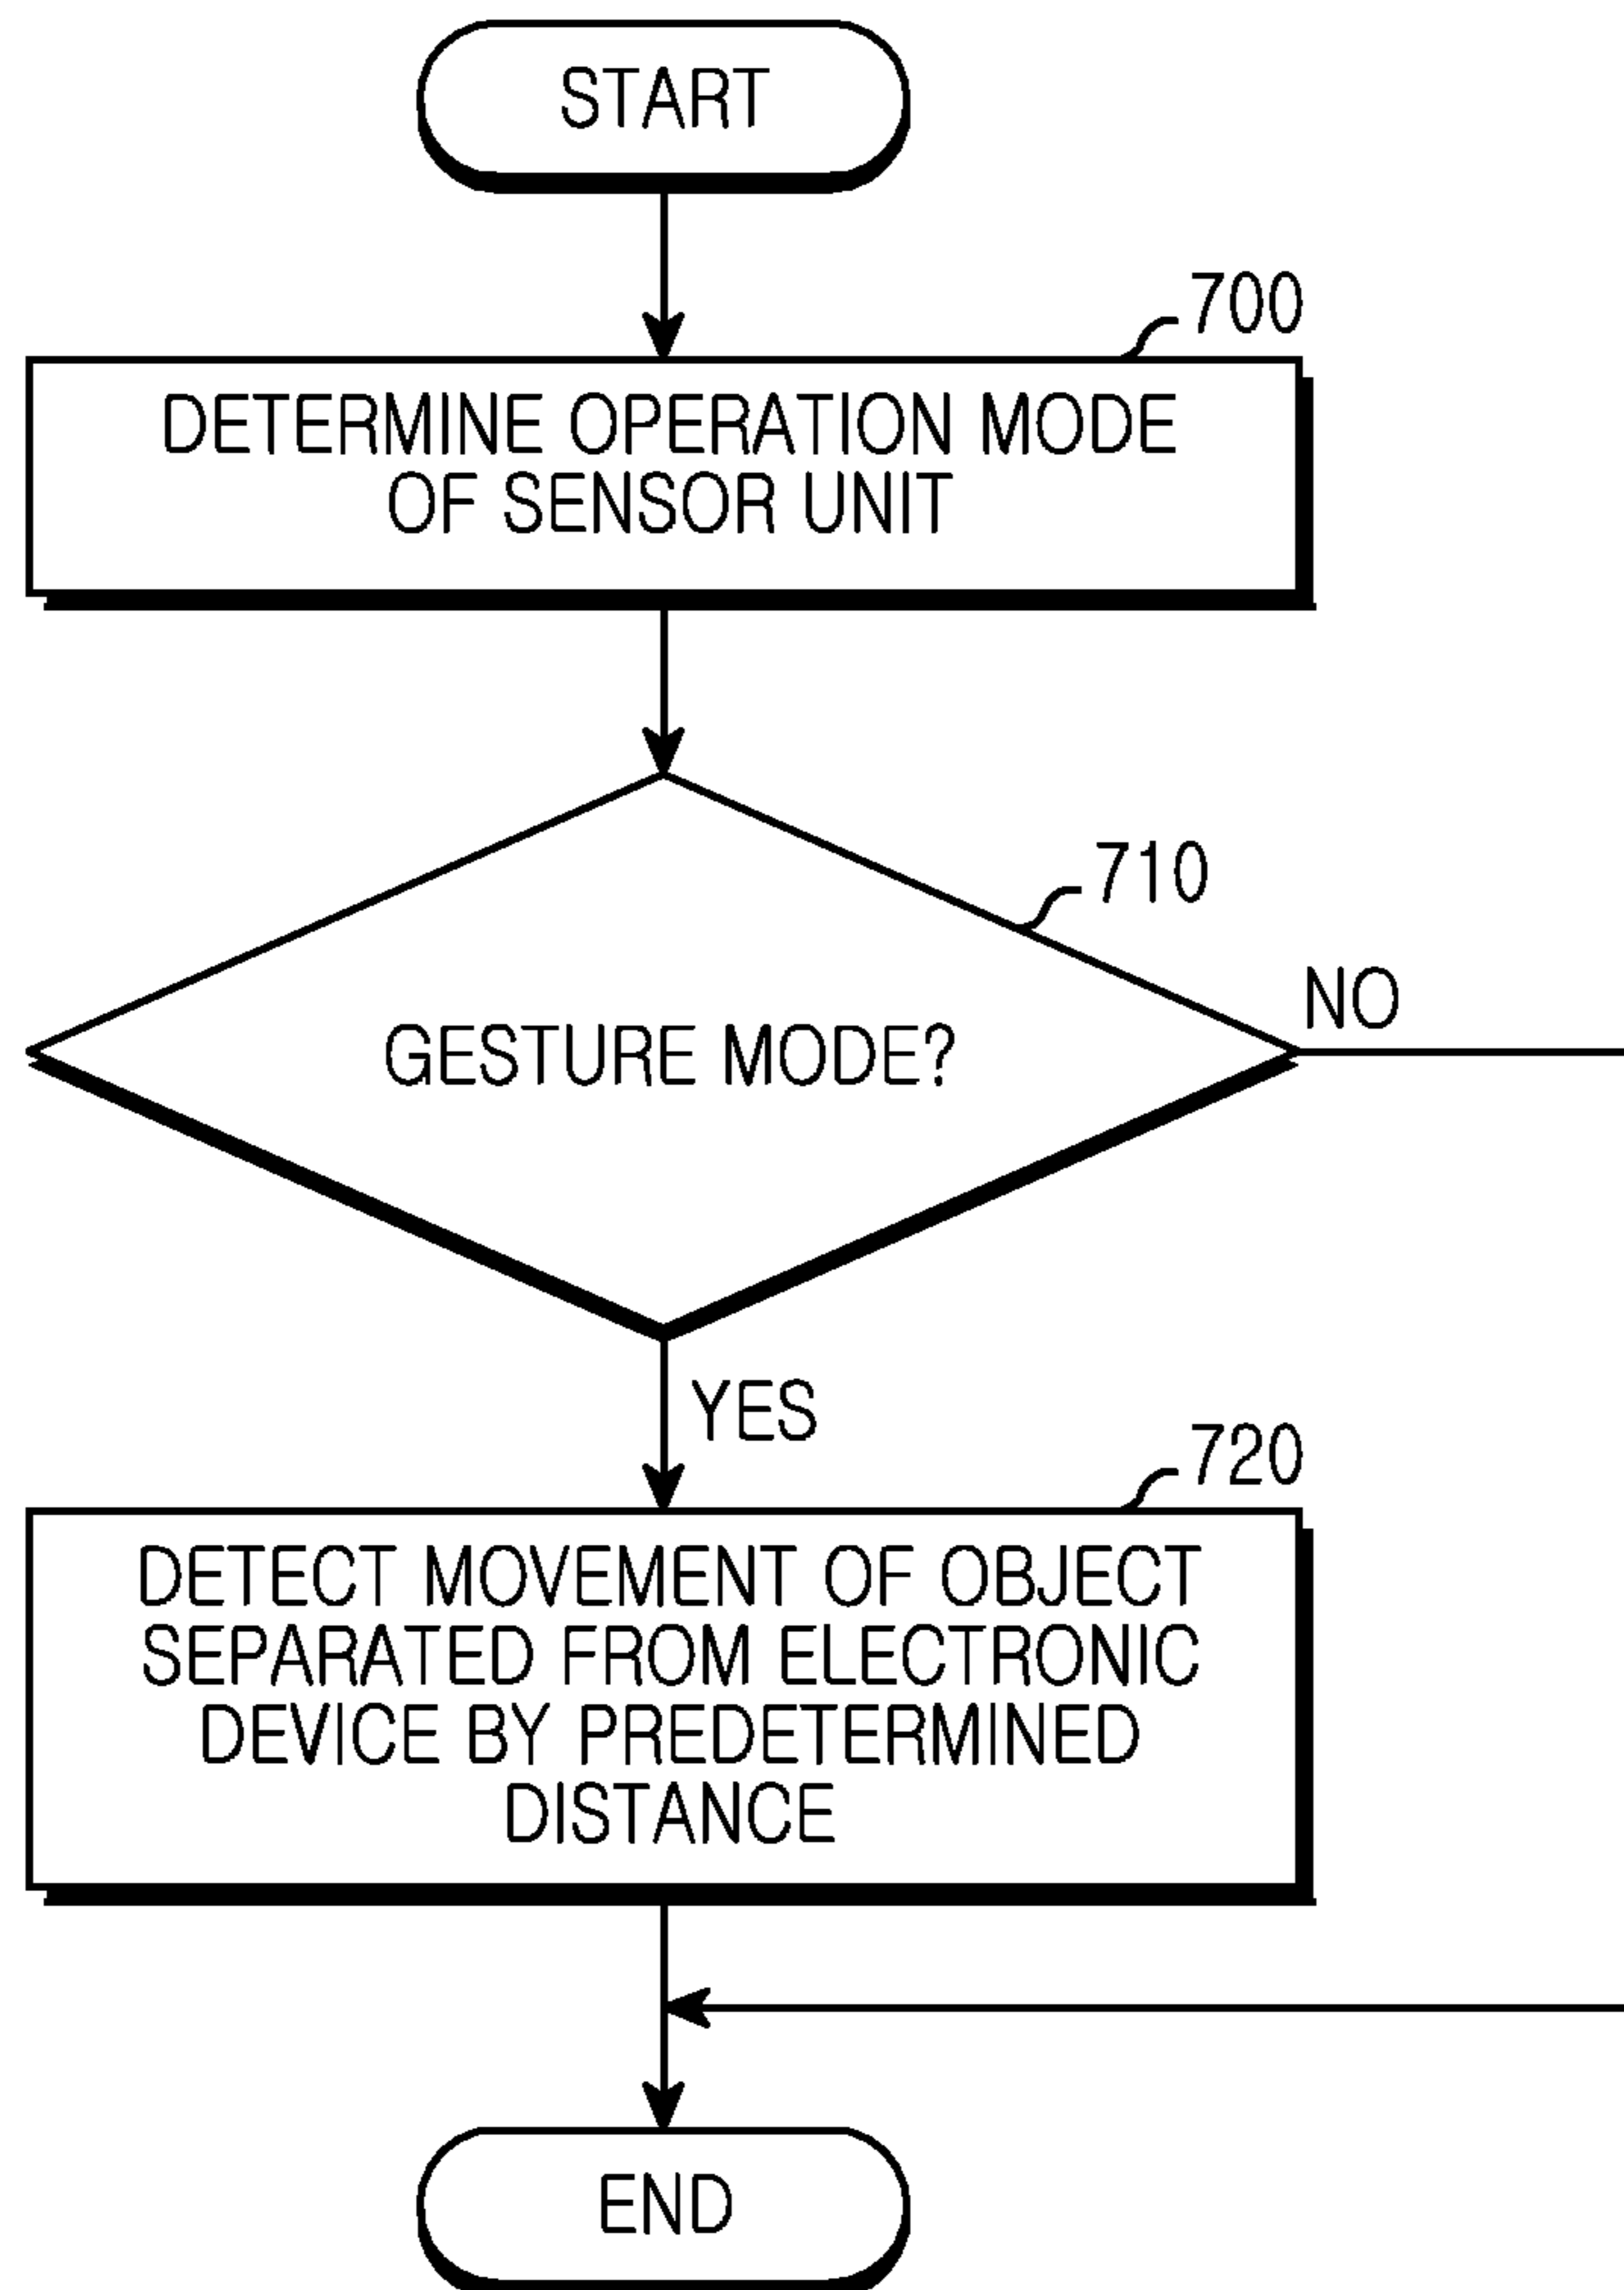 START
700
DETERMINE OPERATION MODE
OF SENSOR UNIT
710
NO
GESTURE MODE?
YES
720
DETECT MOVEMENT OF OBJECT
SEPARATED FROM ELECTRONIC
DEVICE BY PREDETERMINED
DISTANCE
END